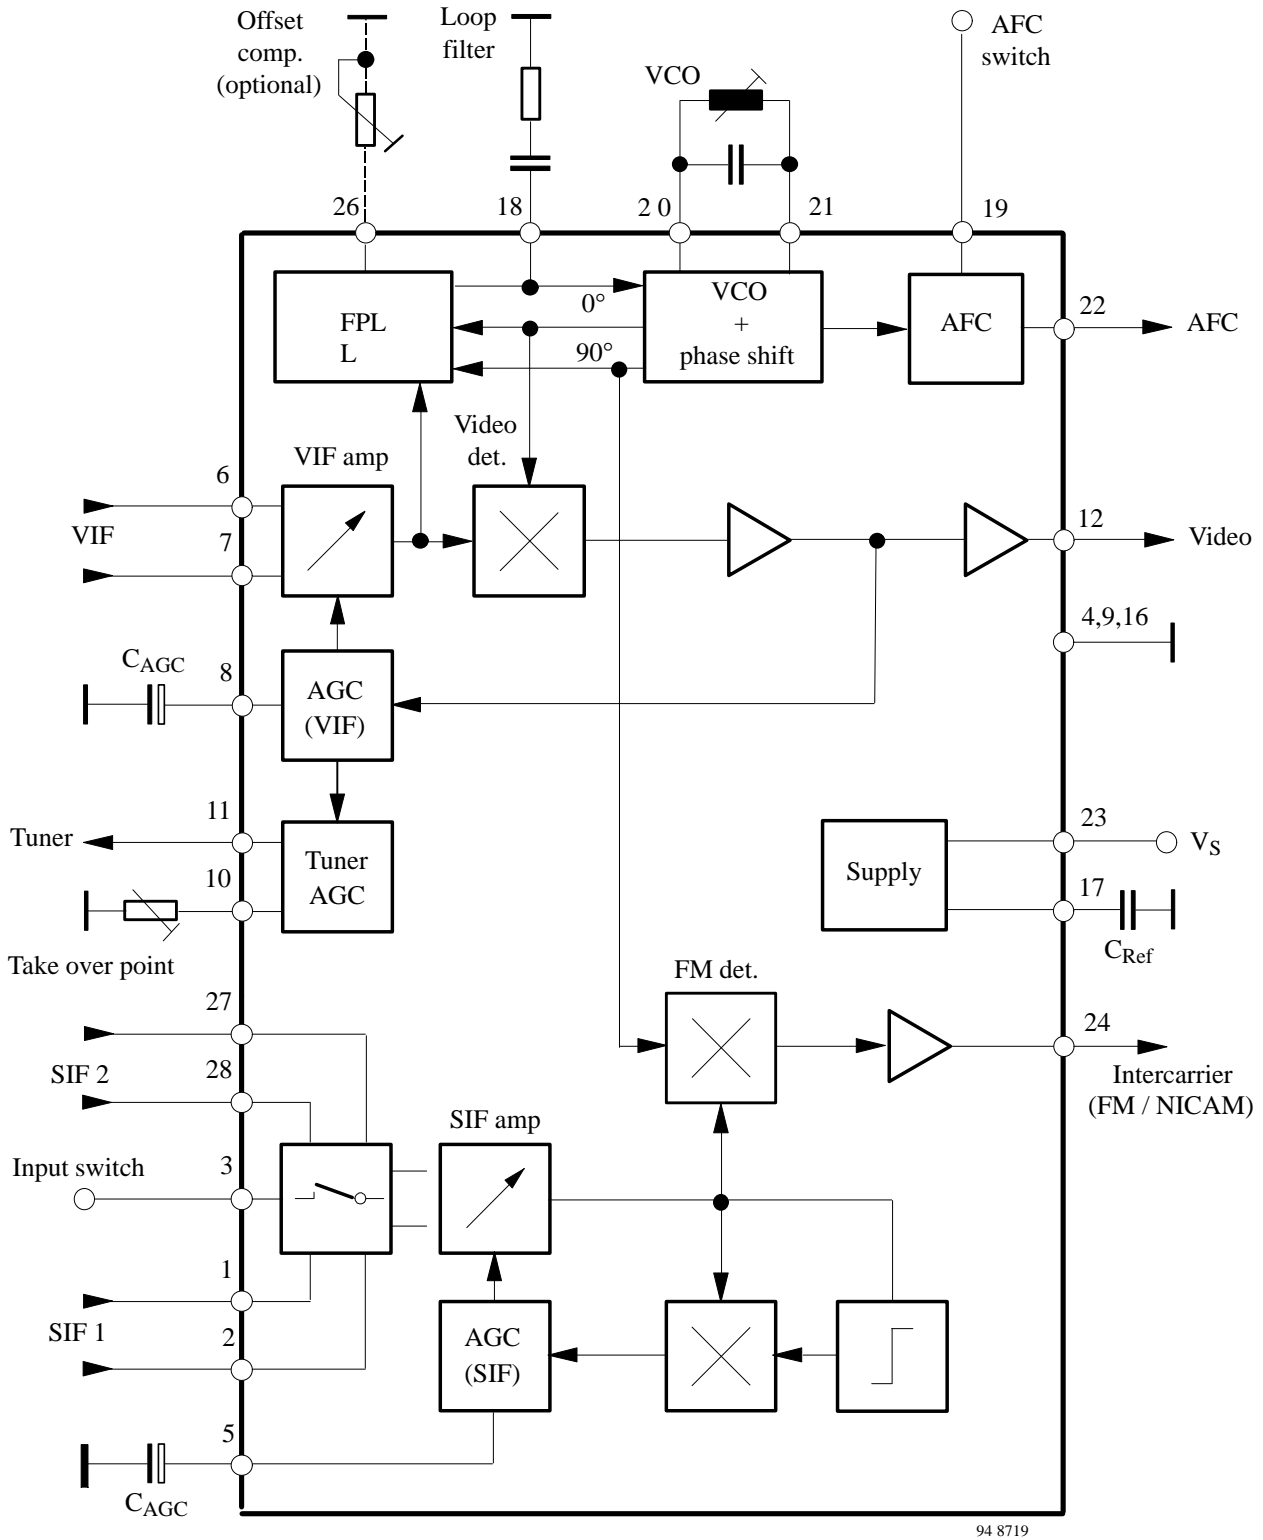 Offset
comp.
(optional)
Loop
filter
VCO
AFC
switch
26
18
2 0
21
19
FPL
L
0°
90°
VCO
+
phase shift
AFC
22
AFC
Video
det.
VIF amp
6
VIF
7
12
Video
4,9,16
CAGC
8
AGC
(VIF)
11
Tuner
10
Tuner
AGC
Take over point
Supply
23
VS
17
CRef
FM det.
27
SIF 2
28
24
Intercarrier
(FM / NICAM)
SIF amp
Input switch
3
1
SIF 1
2
AGC
(SIF)
5
CAGC
94 8719